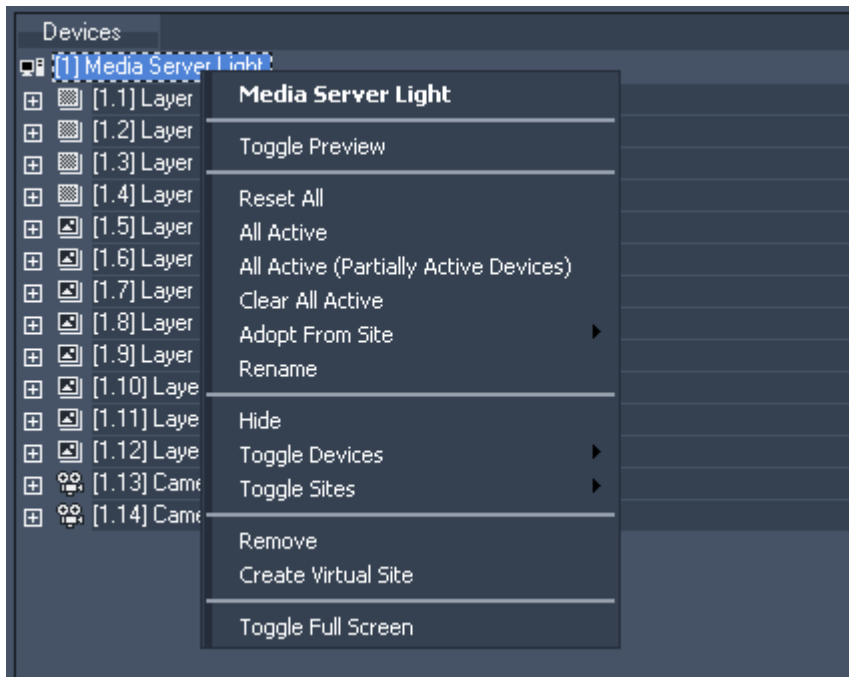 Devices
[1] Media Server Light
[1.1] Layer
[1.2] Layer
[1.3] Layer
[1.4] Layer
[1.5] Layer
[1.6] Layer
[1.7] Layer
[1.8] Layer
[1.9] Layer
[1.10] Laye
[1.11] Laye
[1.12] Laye
[1.13] Came
[1.14] Came
Media Server Light
Toggle Preview
Reset All
All Active
All Active (Partially Active Devices)
Clear All Active
Adopt From Site
Rename
Hide
Toggle Devices
Toggle Sites
Remove
Create Virtual Site
Toggle Full Screen